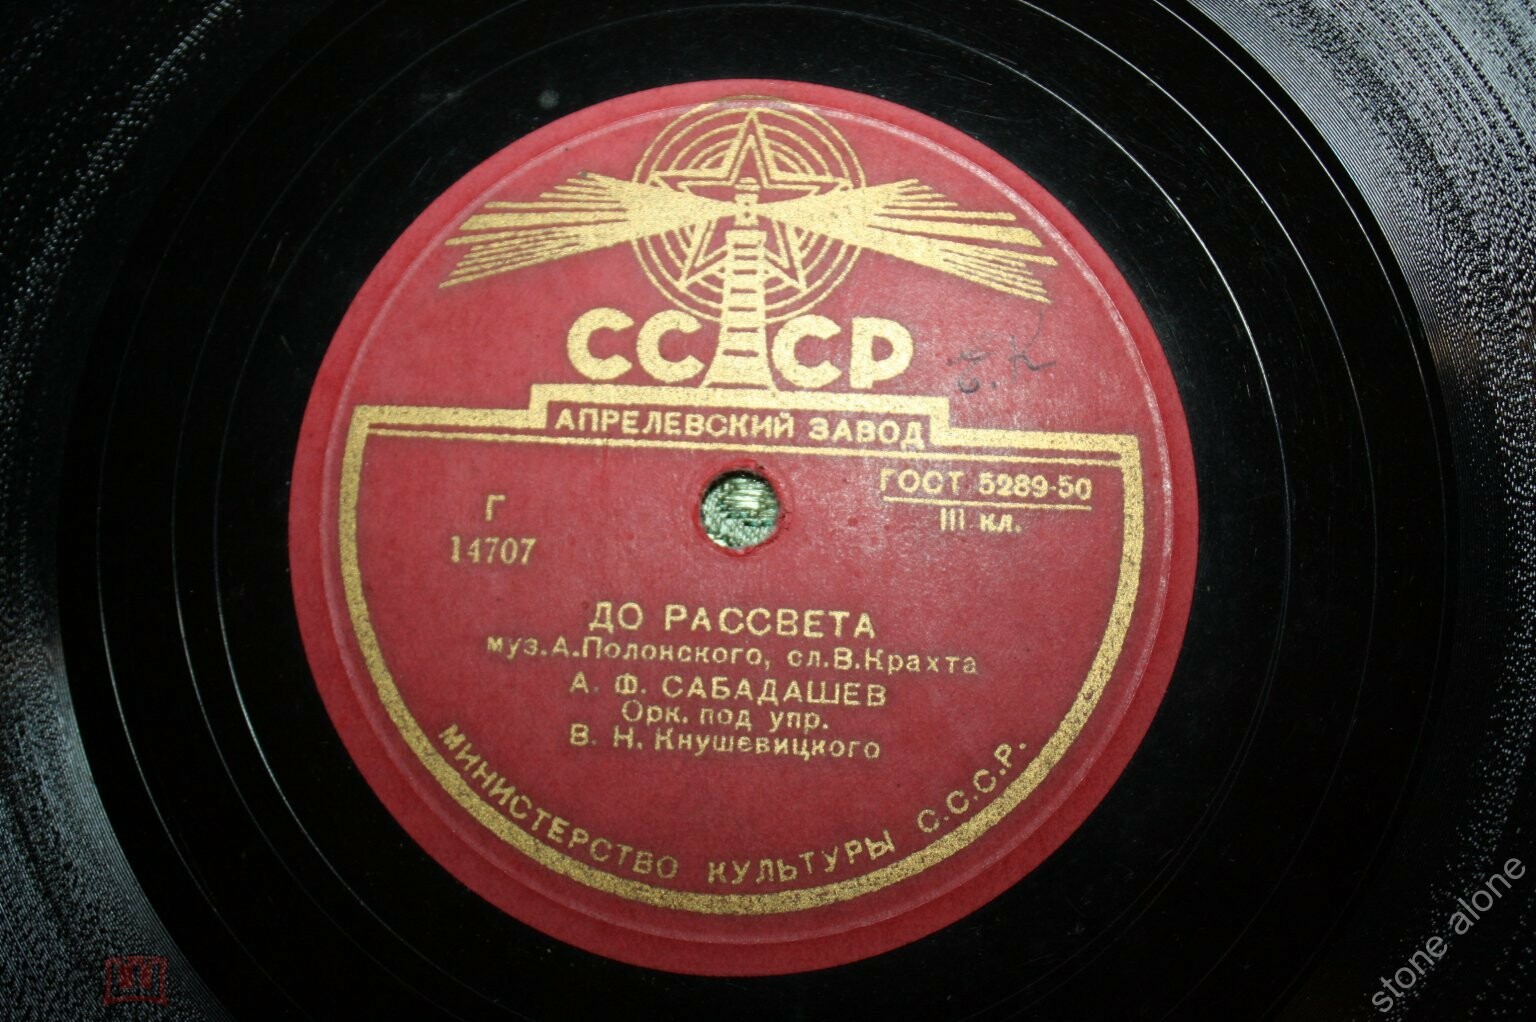 СССР
АПРЕЛЕВСКИЙ ЗАВОД
ГОСТ 5289-50
III кл.
Г
14707
ДО РАССВЕТА
муз.А.Полонского, сл.В.Крахта
А. Ф. САБАДАШЕВ
Орк. под упр.
В. Н. Кнушевицкого
МИНИСТЕРСТВО КУЛЬТУРЫ С.С.С.Р.
stone alone